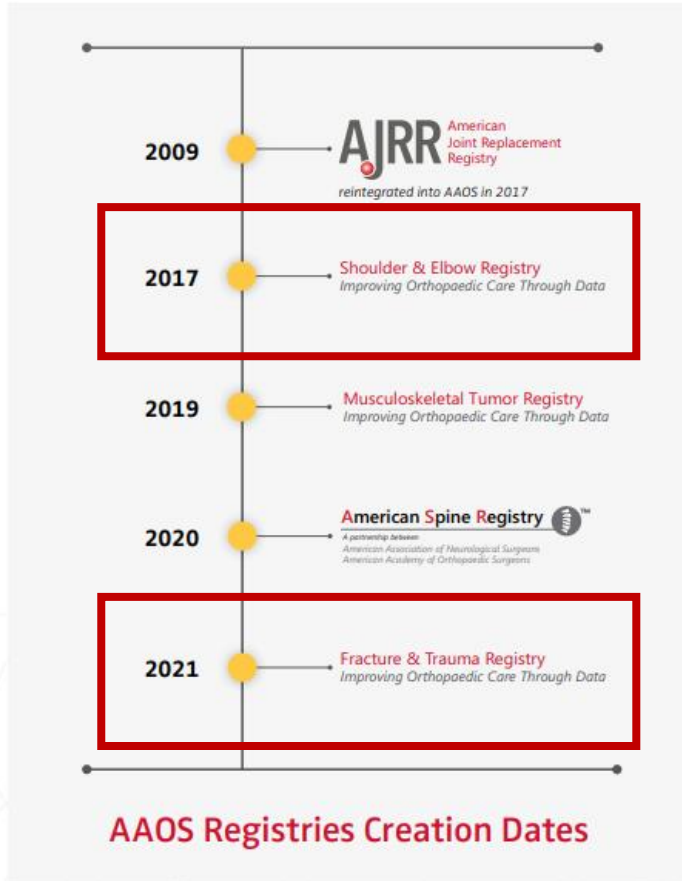 2009
AJRR American
Joint Replacement
Registry
reintegrated into AAOS in 2017
2017
Shoulder & Elbow Registry
Improving Orthopaedic Care Through Data
2019
Musculoskeletal Tumor Registry
Improving Orthopaedic Care Through Data
2020
American Spine Registry ™
A partnership between
American Association of Neurological Surgeons
American Academy of Orthopaedic Surgeons
2021
Fracture & Trauma Registry
Improving Orthopaedic Care Through Data
AAOS Registries Creation Dates